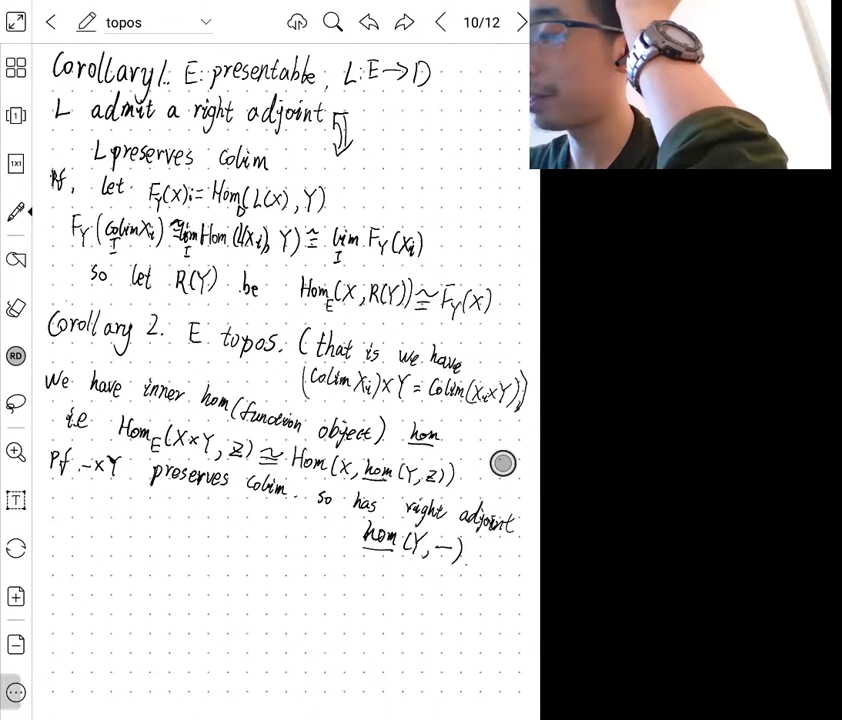 topos
10/12
1
1X1
RD
T
Corollary 1. E: presentable, L: E → D
L admit a right adjoint ⇕
L preserves colim
Pf, let F_Y(X) := Hom_D(L(X), Y)
F_Y(colim_I X_i) ≅ lim_I Hom(L(X_i), Y) ≅ lim_I F_Y(X_i)
so let R(Y) be Hom_E(X, R(Y)) ≅ F_Y(X)
Corollary 2. E topos. (that is we have
(colim X_i) × Y = colim(X_i × Y))
We have inner hom (function object) hom
i.e Hom_E(X × Y, Z) ≅ Hom(X, hom(Y, Z))
Pf - × Y preserves colim. so has right adjoint
hom(Y, -)